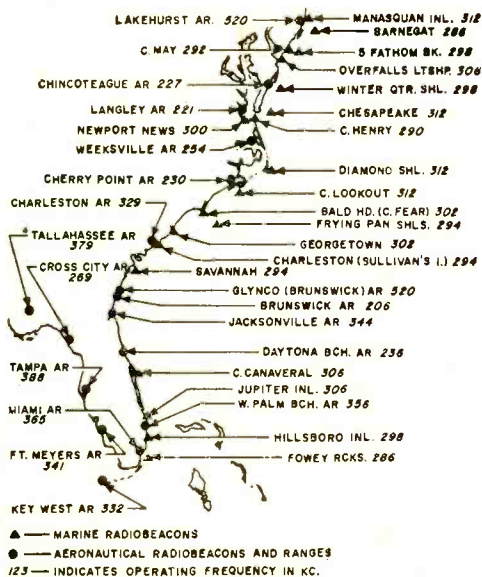 LAKEHURST AR. 520
MANASQUAN INL. 312
BARNEGAT 286
C. MAY 292
5 FATHOM BK. 298
OVERFALLS LTSHP. 306
CHINCOTEAGUE AR 227
WINTER QTR. SHL. 298
LANGLEY AR 221
CHESAPEAKE 312
NEWPORT NEWS 300
C. HENRY 290
WEEKSVILLE AR 254
DIAMOND SHL. 312
CHERRY POINT AR 230
C. LOOKOUT 312
CHARLESTON AR 329
BALD HD. (C. FEAR) 302
FRYING PAN SHLS. 294
TALLAHASSEE AR
379
GEORGETOWN 302
CHARLESTON (SULLIVAN'S I.) 294
CROSS CITY AR
269
SAVANNAH 294
GLYNCO (BRUNSWICK) AR 520
BRUNSWICK AR 206
JACKSONVILLE AR 344
DAYTONA BCH. AR 236
TAMPA AR
388
C. CANAVERAL 306
JUPITER INL. 306
W. PALM BCH. AR 356
MIAMI AR
365
HILLSBORO INL. 298
FT. MEYERS AR
341
FOWEY RCKS. 286
KEY WEST AR 332
▲ — MARINE RADIOBEACONS
● — AERONAUTICAL RADIOBEACONS AND RANGES
123 — INDICATES OPERATING FREQUENCY IN KC.